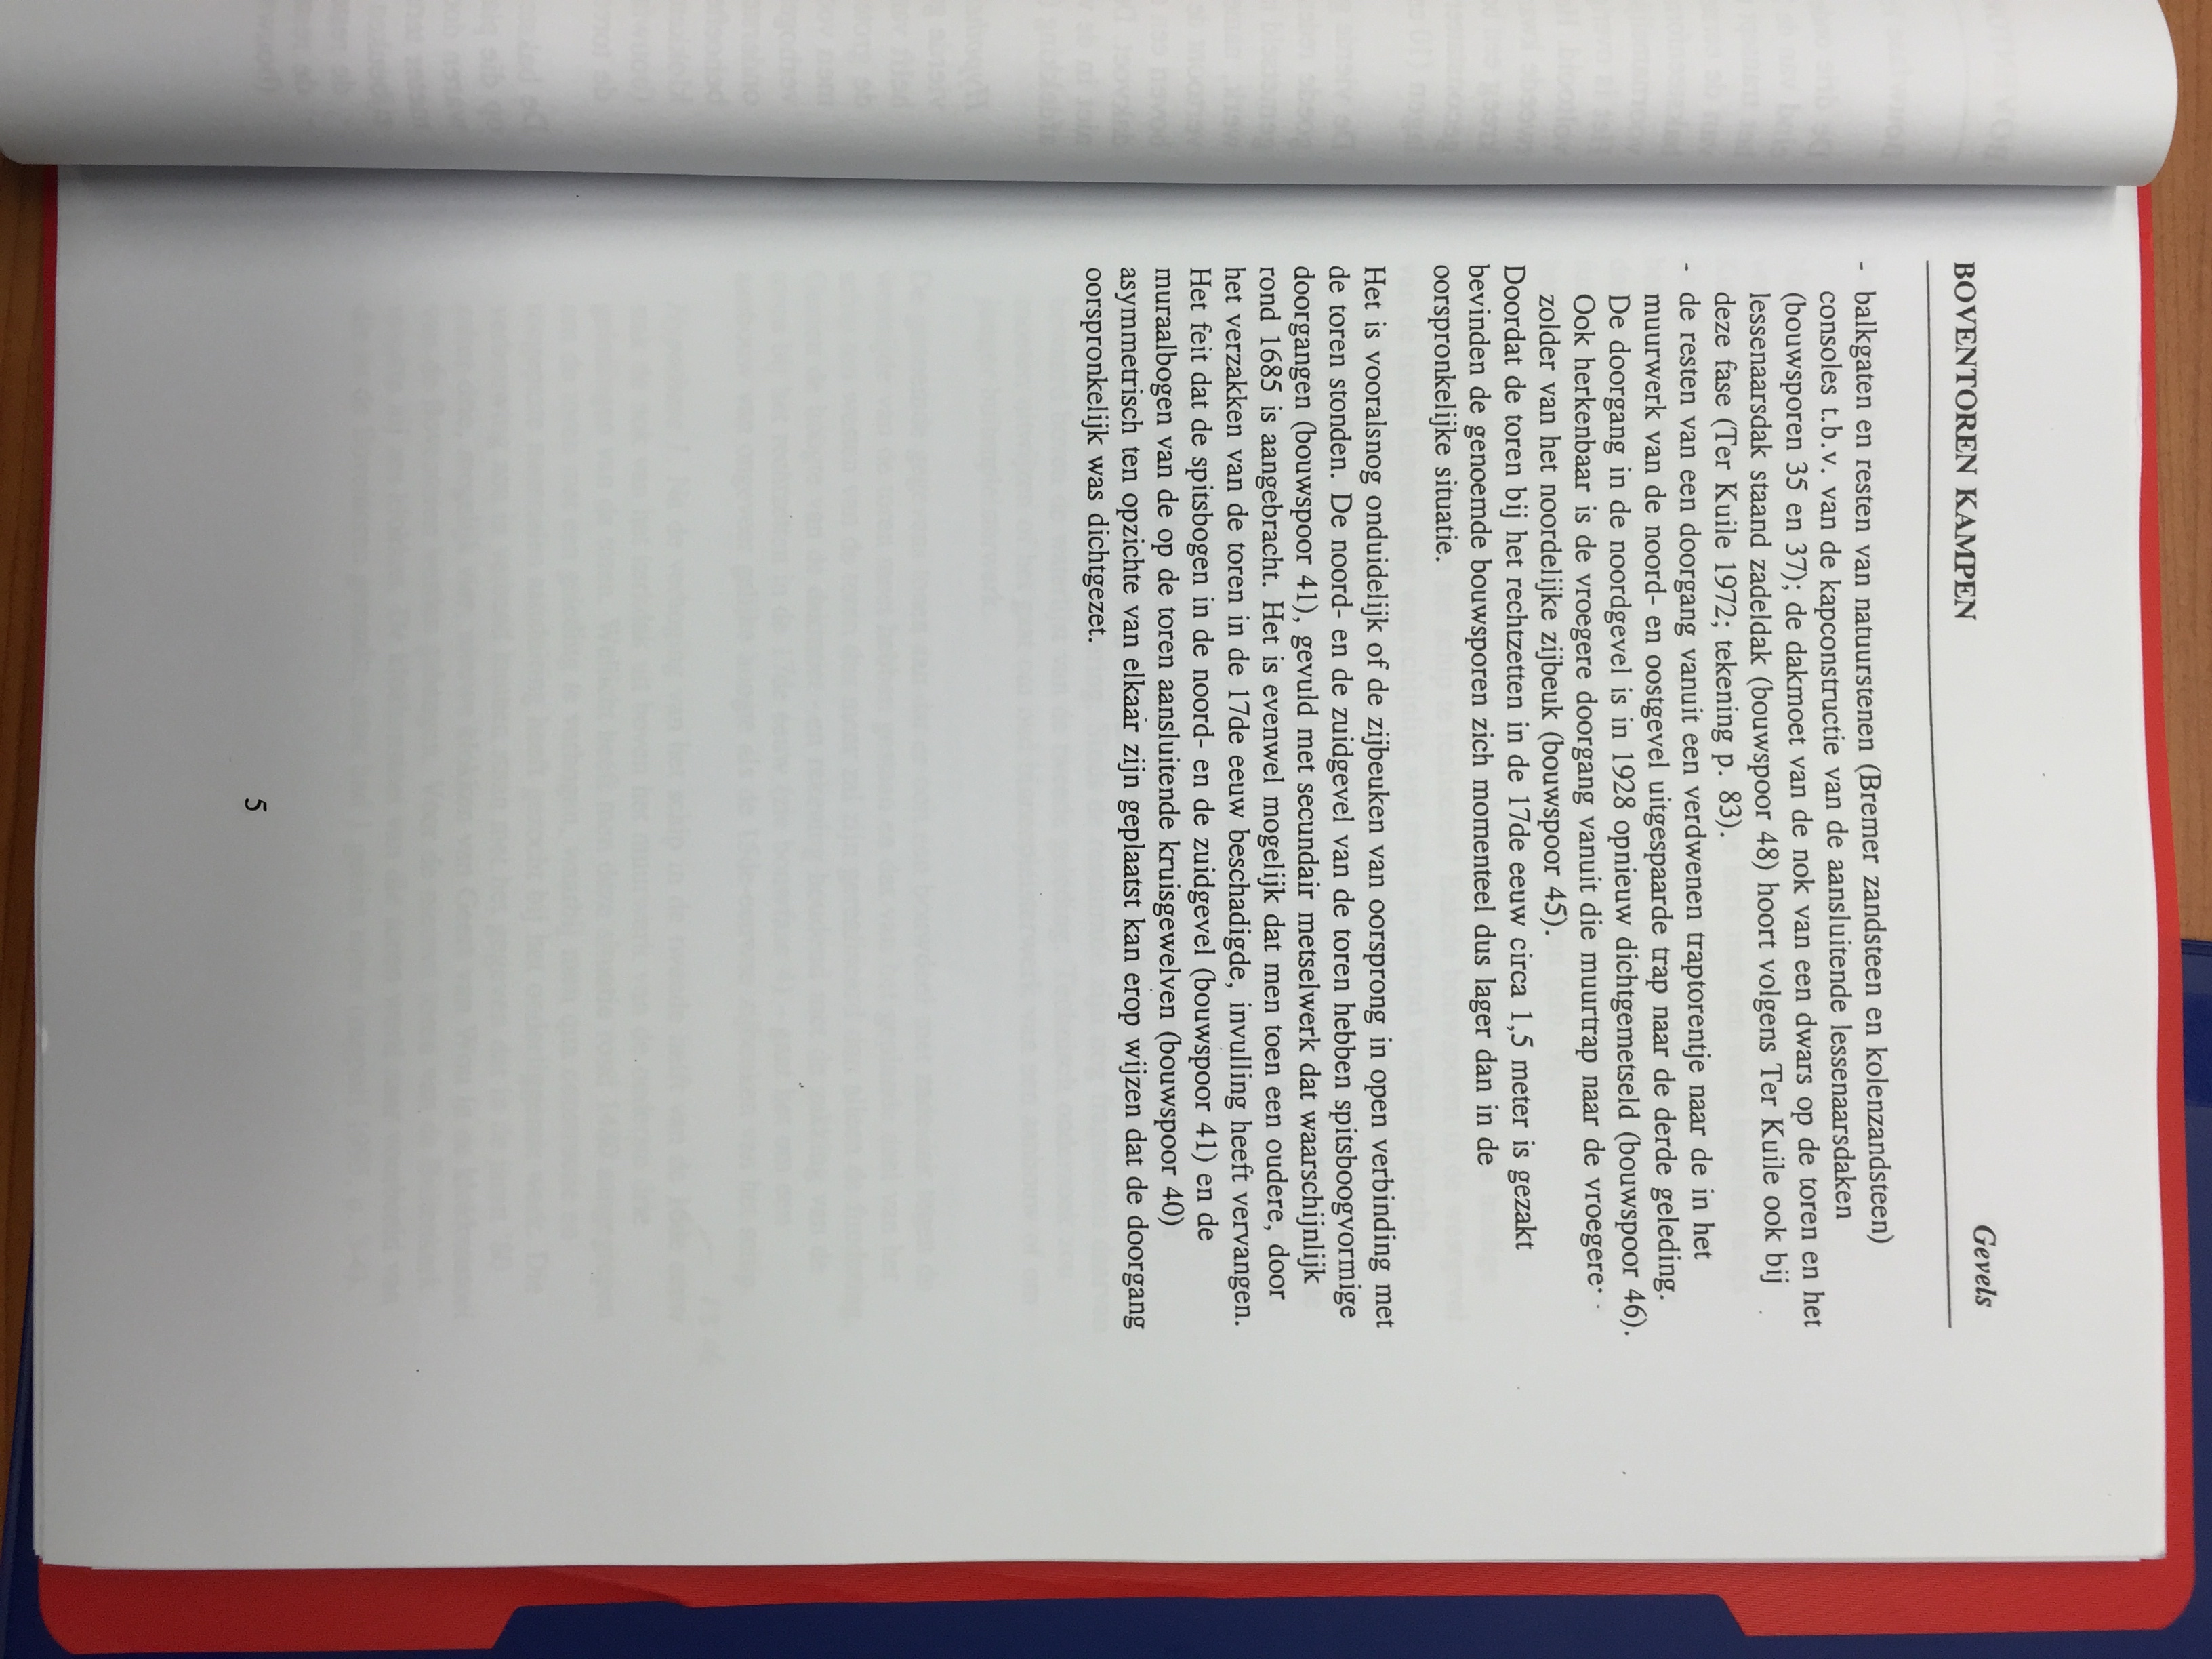 BOVENTOREN KAMPEN
Gevels
- balkgaten en resten van natuurstenen (Bremer zandsteen en kolenzandsteen)
consoles t.b.v. van de kapconstructie van de aansluitende lessenaarsdaken
(bouwsporen 35 en 37); de dakmoet van de nok van een dwars op de toren en het
lessenaarsdak staand zadeldak (bouwspoor 48) hoort volgens Ter Kuile ook bij
deze fase (Ter Kuile 1972; tekening p. 83).
- de resten van een doorgang vanuit een verdwenen traptorentje naar de in het
muurwerk van de noord- en oostgevel uitgespaarde trap naar de derde geleding.
De doorgang in de noordgevel is in 1928 opnieuw dichtgemetseld (bouwspoor 46).
Ook herkenbaar is de vroegere doorgang vanuit die muurtrap naar de vroegere
zolder van het noordelijke zijbeuk (bouwspoor 45).
Doordat de toren bij het rechtzetten in de 17de eeuw circa 1,5 meter is gezakt
bevinden de genoemde bouwsporen zich momenteel dus lager dan in de
oorspronkelijke situatie.
Het is vooralsnog onduidelijk of de zijbeuken van oorsprong in open verbinding met
de toren stonden. De noord- en de zuidgevel van de toren hebben spitsboogvormige
doorgangen (bouwspoor 41), gevuld met secundair metselwerk dat waarschijnlijk
rond 1685 is aangebracht. Het is evenwel mogelijk dat men toen een oudere, door
het verzakken van de toren in de 17de eeuw beschadigde, invulling heeft vervangen.
Het feit dat de spitsbogen in de noord- en de zuidgevel (bouwspoor 41) en de
muraalbogen van de op de toren aansluitende kruisgewelven (bouwspoor 40)
asymmetrisch ten opzichte van elkaar zijn geplaatst kan erop wijzen dat de doorgang
oorspronkelijk was dichtgezet.
5